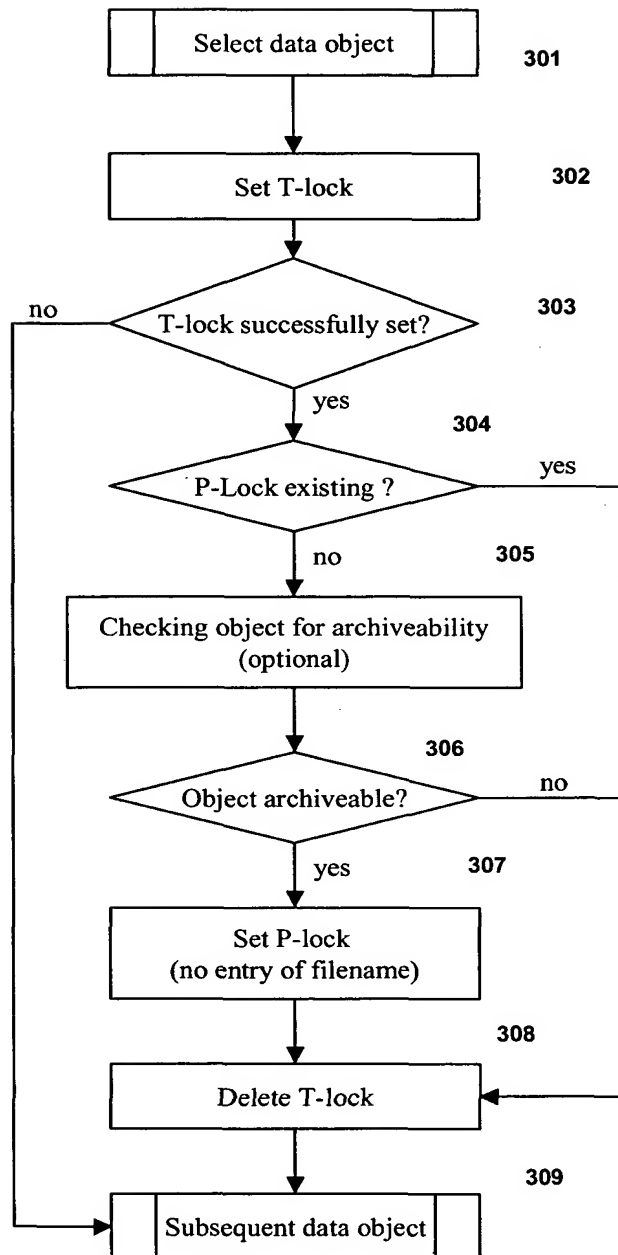 Select data object
301
Set T-lock
302
T-lock successfully set?
303
no
yes
304
P-Lock existing ?
yes
no
305
Checking object for archiveability
(optional)
306
Object archiveable?
no
yes
307
Set P-lock
(no entry of filename)
308
Delete T-lock
309
Subsequent data object